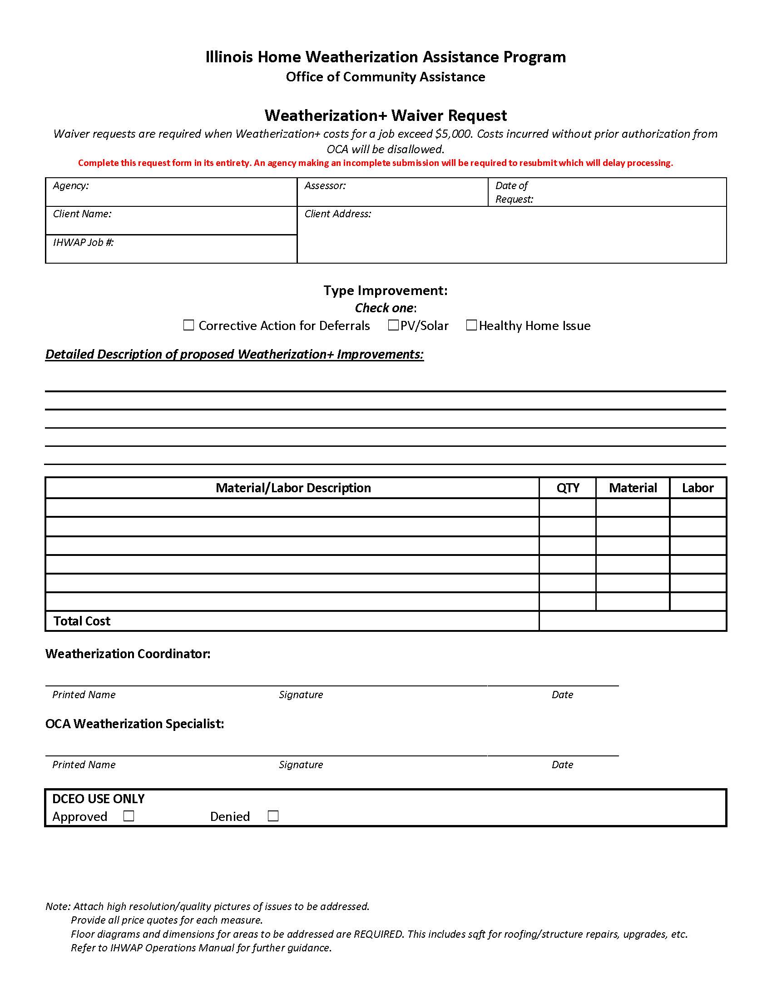 Illinois Home Weatherization Assistance Program
Office of Community Assistance
Weatherization+ Waiver Request
Waiver requests are required when Weatherization+ costs for a job exceed $5,000. Costs incurred without prior authorization from
OCA will be disallowed.
Complete this request form in its entirety. An agency making an incomplete submission will be required to resubmit which will delay processing.
Agency:
Assessor:
Date of
Request:
Client Name:
Client Address:
IHWAP Job #:
Type Improvement:
Check one:
☐ Corrective Action for Deferrals ☐PV/Solar ☐Healthy Home Issue
Detailed Description of proposed Weatherization+ Improvements:
Material/Labor Description QTY Material Labor
Total Cost
Weatherization Coordinator:
Printed Name Signature Date
OCA Weatherization Specialist:
Printed Name Signature Date
DCEO USE ONLY
Approved ☐ Denied ☐
Note: Attach high resolution/quality pictures of issues to be addressed.
Provide all price quotes for each measure.
Floor diagrams and dimensions for areas to be addressed are REQUIRED. This includes sqft for roofing/structure repairs, upgrades, etc.
Refer to IHWAP Operations Manual for further guidance.